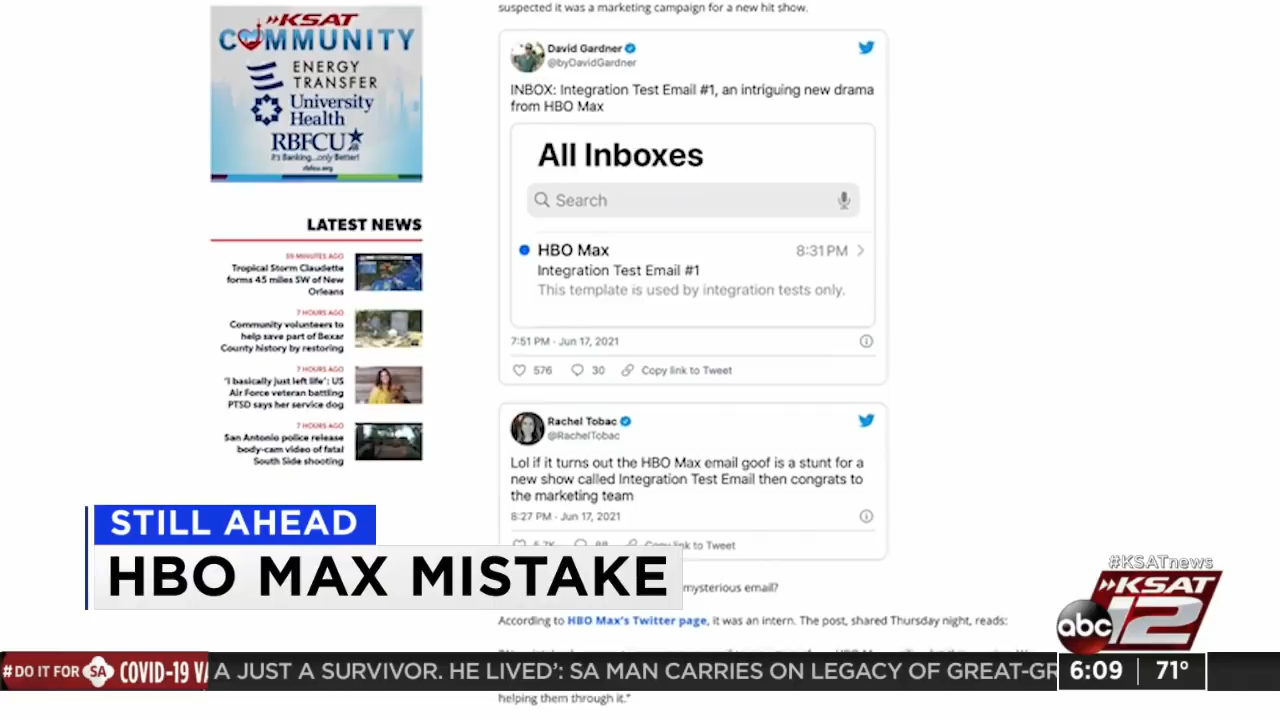 suspected it was a marketing campaign for a new hit show.
»KSAT
COMMUNITY
ENERGY
TRANSFER
University
Health
RBFCU
It's Banking...only Better!
rbfcu.org
LATEST NEWS
39 MINUTES AGO
Tropical Storm Claudette
forms 45 miles SW of New
Orleans
7 HOURS AGO
Community volunteers to
help save part of Bexar
County history by restoring
7 HOURS AGO
'I basically just left life': US
Air Force veteran battling
PTSD says her service dog
7 HOURS AGO
San Antonio police release
body-cam video of fatal
South Side shooting
David Gardner
@byDavidGardner
INBOX: Integration Test Email #1, an intriguing new drama
from HBO Max
All Inboxes
Search
HBO Max 8:31 PM
Integration Test Email #1
This template is used by integration tests only.
7:51 PM · Jun 17, 2021
576 30 Copy link to Tweet
Rachel Tobac
@RachelTobac
Lol if it turns out the HBO Max email goof is a stunt for a
new show called Integration Test Email then congrats to
the marketing team
8:27 PM · Jun 17, 2021
Copy link to Tweet
mysterious email?
According to HBO Max's Twitter page, it was an intern. The post, shared Thursday night, reads:
helping them through it."
STILL AHEAD
HBO MAX MISTAKE
#KSATnews
»KSAT
abc 12
#DO IT FOR SA COVID-19 VA
A JUST A SURVIVOR. HE LIVED': SA MAN CARRIES ON LEGACY OF GREAT-GR
6:09 71°